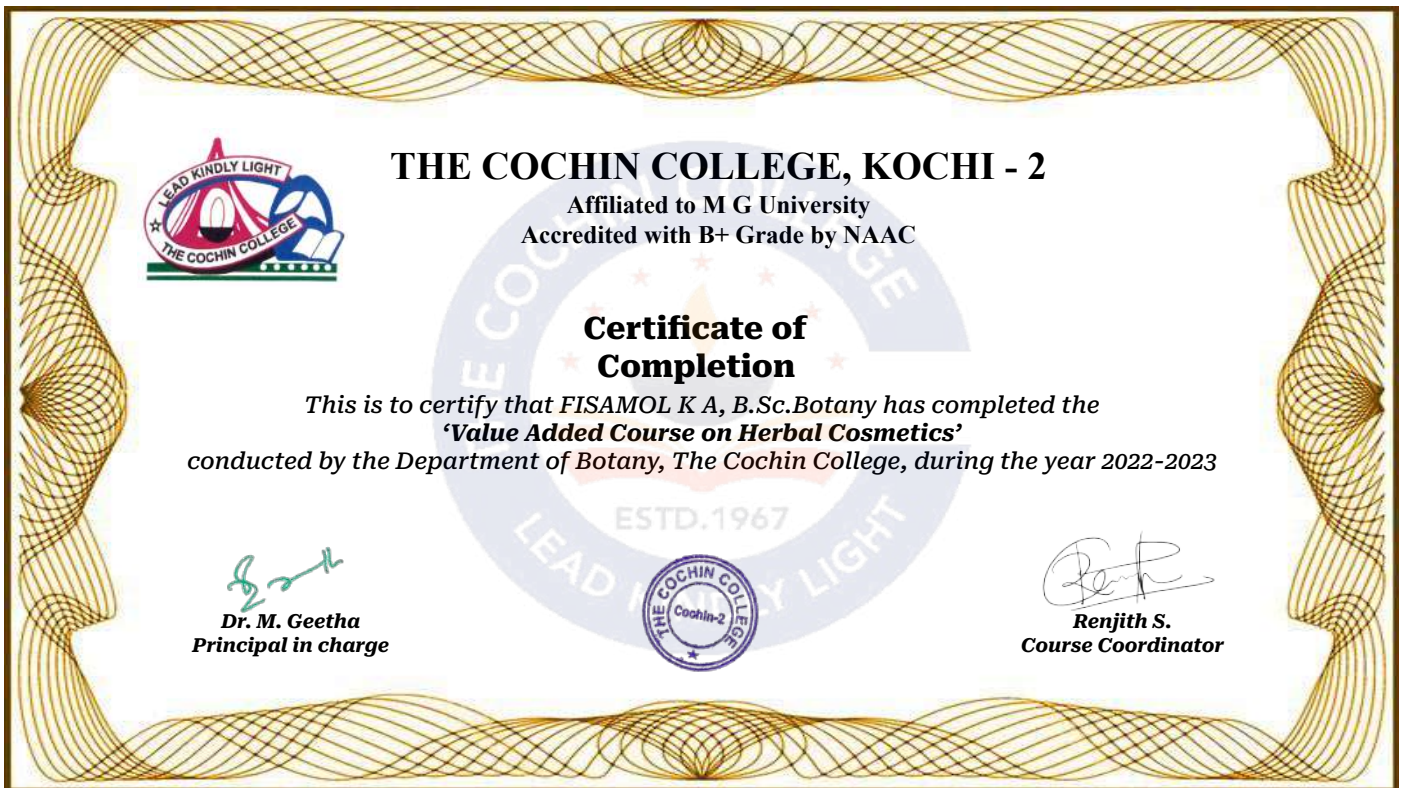 LEAD KINDLY LIGHT
THE COCHIN COLLEGE
THE COCHIN COLLEGE, KOCHI - 2
Affiliated to M G University
Accredited with B+ Grade by NAAC
THE COCHIN COLLEGE
Certificate of
Completion
This is to certify that FISAMOL K A, B.Sc.Botany has completed the
‘Value Added Course on Herbal Cosmetics’
conducted by the Department of Botany, The Cochin College, during the year 2022-2023
ESTD.1967
LEAD KINDLY LIGHT
Dr. M. Geetha
Principal in charge
THE COCHIN COLLEGE
Cochin-2
Renjith S.
Course Coordinator